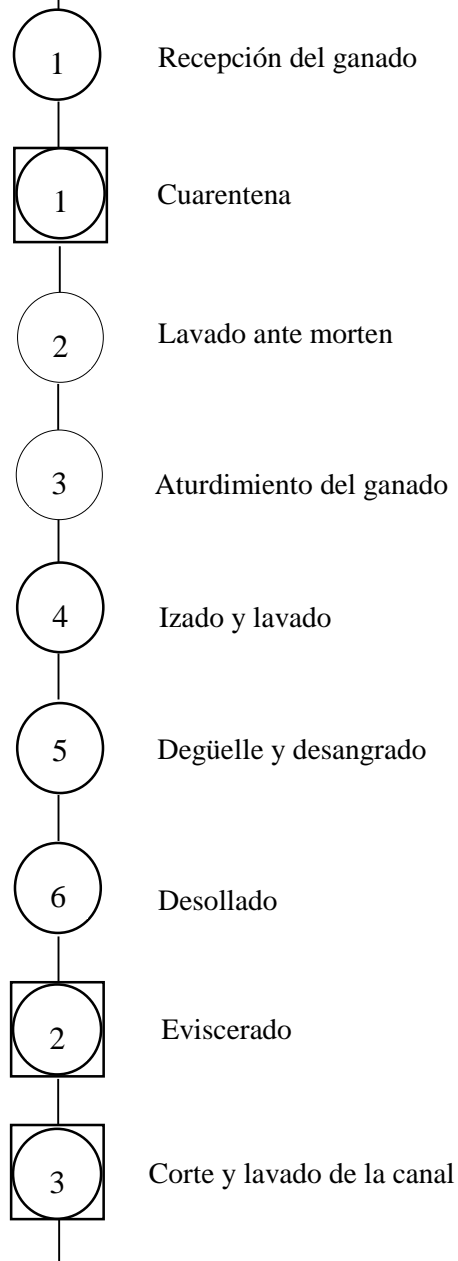 1 Recepción del ganado
1 Cuarentena
2 Lavado ante morten
3 Aturdimiento del ganado
4 Izado y lavado
5 Degüelle y desangrado
6 Desollado
2 Eviscerado
3 Corte y lavado de la canal